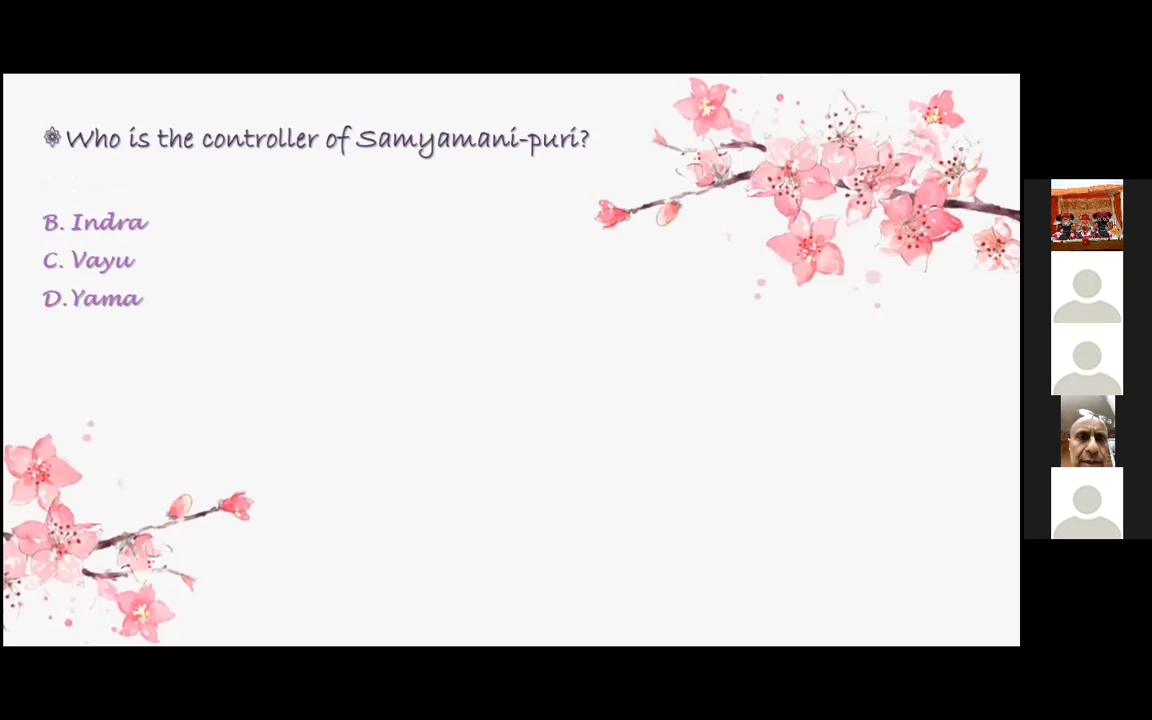 Who is the controller of Samyamani-puri?
B. Indra
C. Vayu
D. Yama